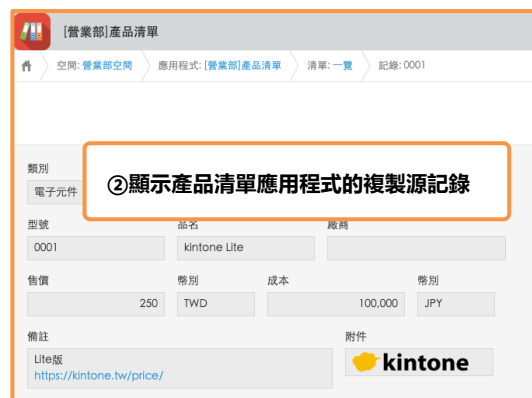 [營業部]產品清單
空間: 營業部空間 應用程式: [營業部]產品清單 清單: 一覽 記錄: 0001
②顯示產品清單應用程式的複製源記錄
類別
電子元件
型號 品名 廠商
0001 kintone Lite
售價 幣別 成本 幣別
250 TWD 100,000 JPY
備註 附件
Lite版
https://kintone.tw/price/
kintone